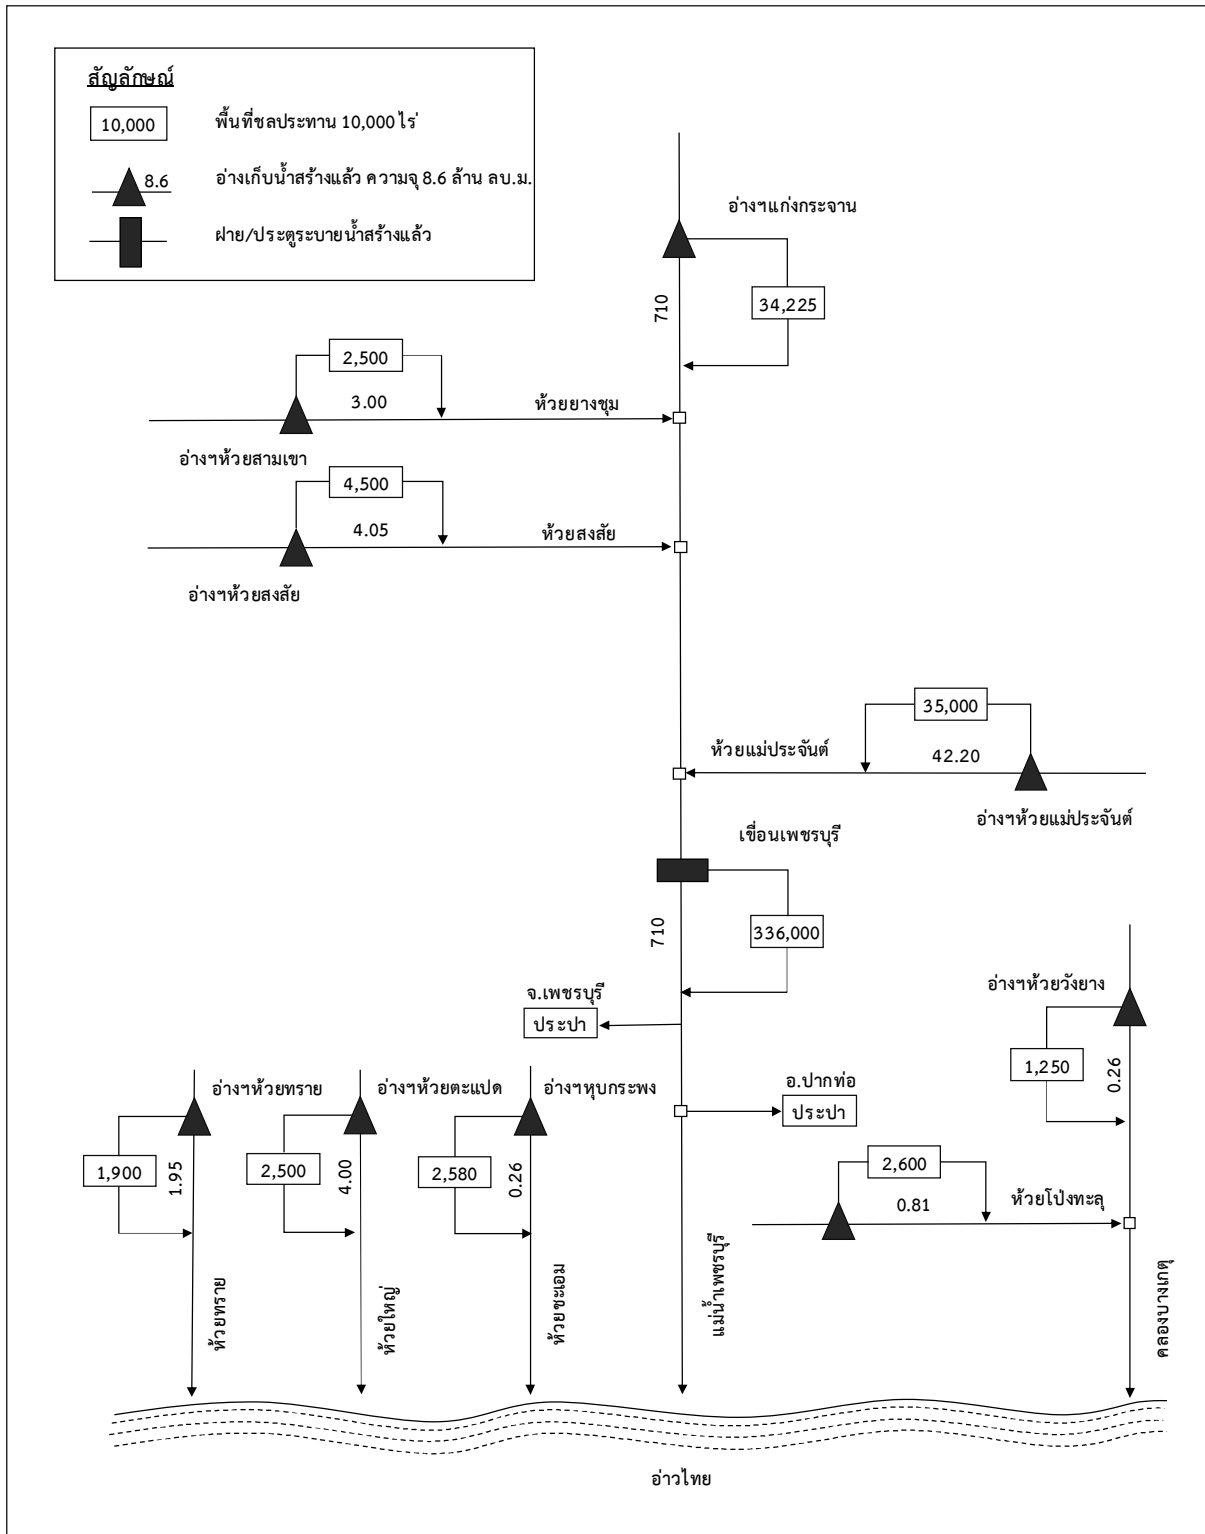 สัญลักษณ์
10,000
พื้นที่ชลประทาน 10,000 ไร่
8.6
อ่างเก็บน้ำสร้างแล้ว ความจุ 8.6 ล้าน ลบ.ม.
ฝาย/ประตูระบายน้ำสร้างแล้ว
อ่างฯแก่งกระจาน
710
34,225
2,500
3.00
ห้วยยางชุม
อ่างฯห้วยสามเขา
4,500
4.05
ห้วยสงสัย
อ่างฯห้วยสงสัย
35,000
ห้วยแม่ประจันต์
42.20
อ่างฯห้วยแม่ประจันต์
เขื่อนเพชรบุรี
710
336,000
จ.เพชรบุรี
ประปา
อ่างฯห้วยวังยาง
1,250
0.26
อ่างฯห้วยทราย
อ่างฯห้วยตะแปด
อ่างฯหุบกระพง
อ.ปากท่อ
ประปา
1,900
1.95
2,500
4.00
2,580
0.26
2,600
0.81
ห้วยโป่งทะลุ
ห้วยทราย
ห้วยใหญ่
ห้วยชะเอม
แม่น้ำเพชรบุรี
คลองบางเกตุ
อ่าวไทย